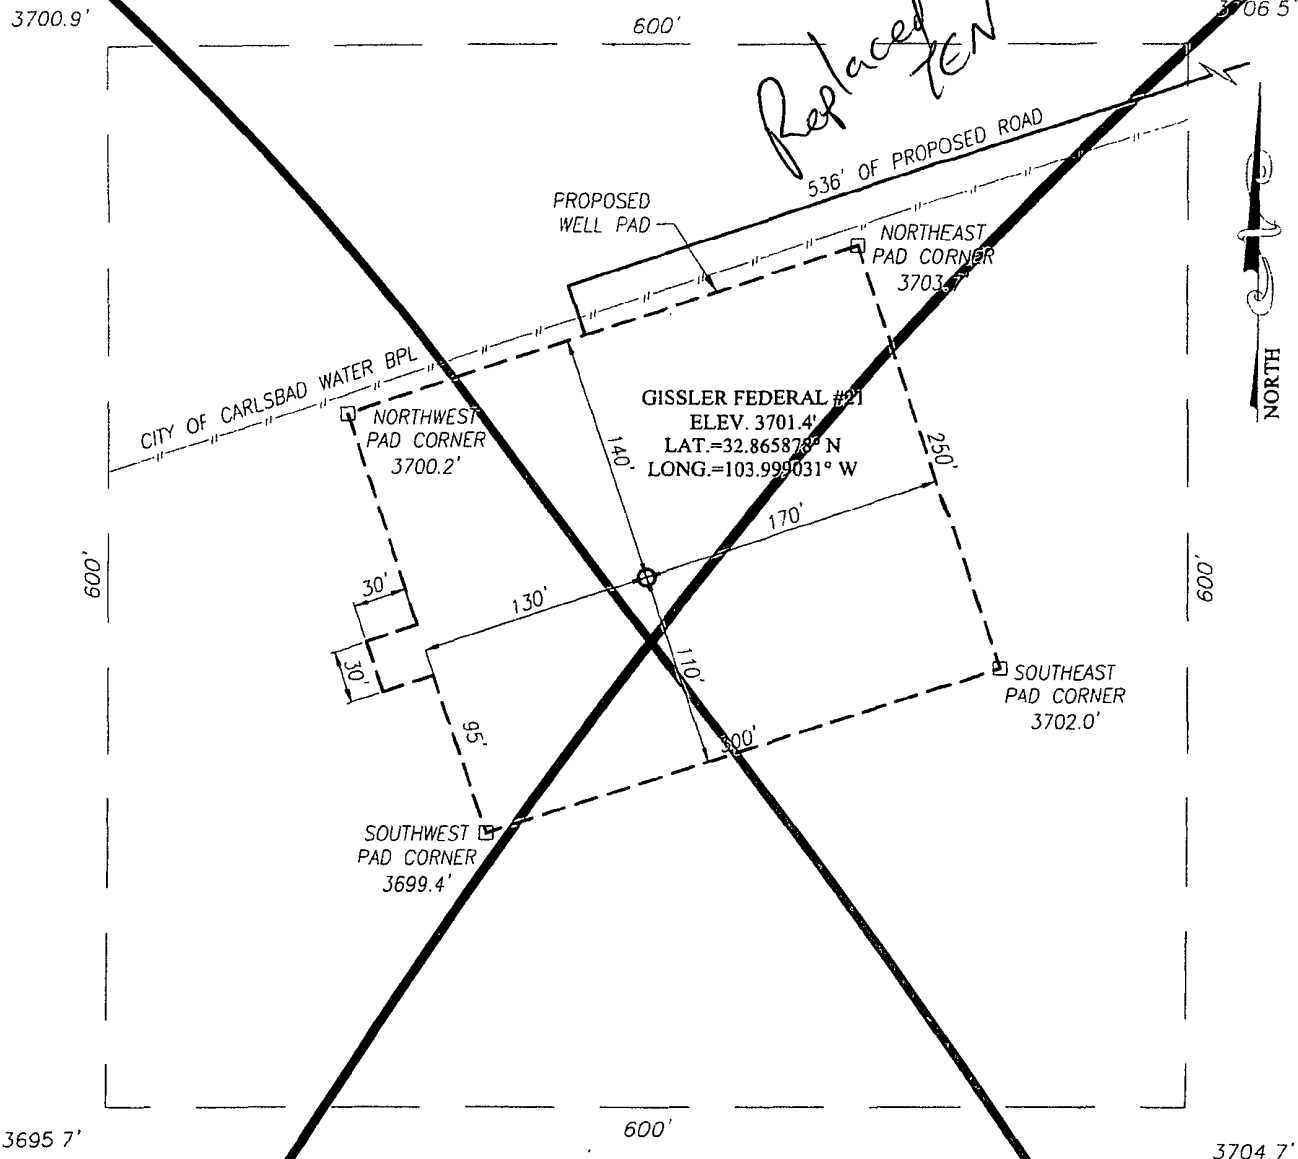 3700.9'
600'
3706 5'
Replaced
536' OF PROPOSED ROAD
PROPOSED
WELL PAD
NORTHEAST
PAD CORNER
3703.7'
CITY OF CARLSBAD WATER BPL
NORTHWEST
PAD CORNER
3700.2'
GISSLER FEDERAL #21
ELEV. 3701.4'
LAT.=32.865878° N
LONG.=103.999031° W
NORTH
140'
250'
170'
600'
30'
130'
600'
30'
110'
95'
300'
SOUTHEAST
PAD CORNER
3702.0'
SOUTHWEST
PAD CORNER
3699.4'
3695 7'
600'
3704 7'